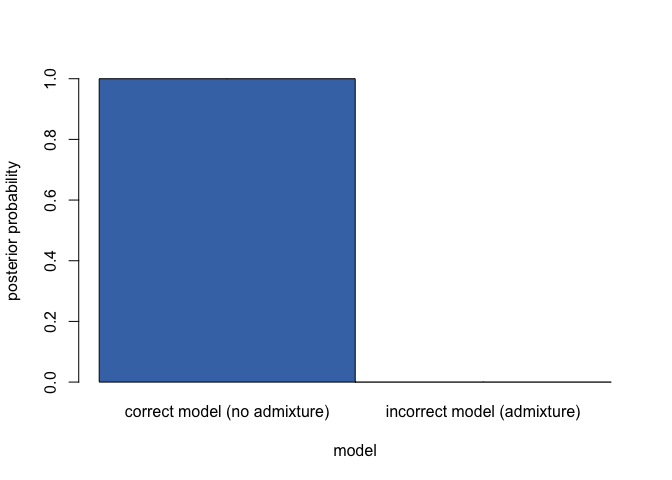 posterior probability
1.0
0.8
0.6
0.4
0.2
0.0
correct model (no admixture)
incorrect model (admixture)
model